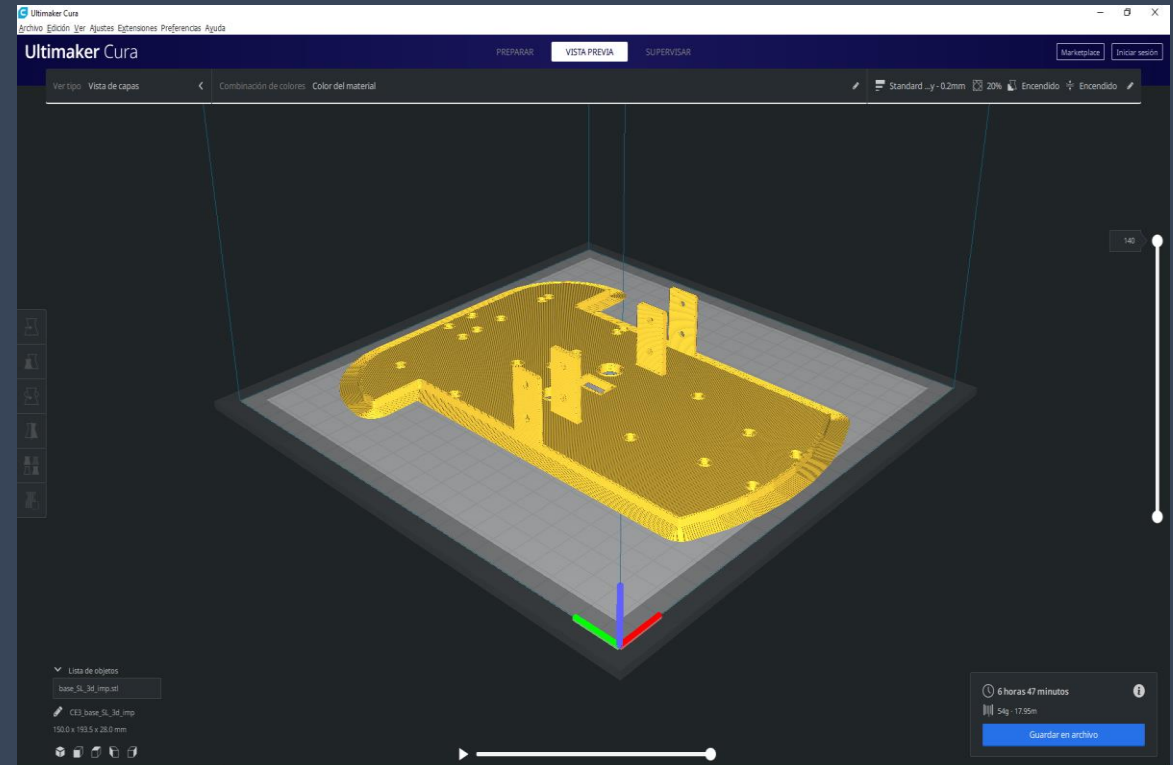 Ultimaker Cura
Archivo Edición Ver Ajustes Extensiones Preferencias Ayuda
Ultimaker Cura
PREPARAR VISTA PREVIA SUPERVISAR
Marketplace Iniciar sesión
Ver tipo Vista de capas
Combinación de colores Color del material
Standard ...y - 0.2mm 20% Encendido Encendido
140
Lista de objetos
base_SL_3d_imp.stl
CE3_base_SL_3d_imp
150.0 x 193.5 x 28.0 mm
6 horas 47 minutos
54g - 17.95m
Guardar en archivo